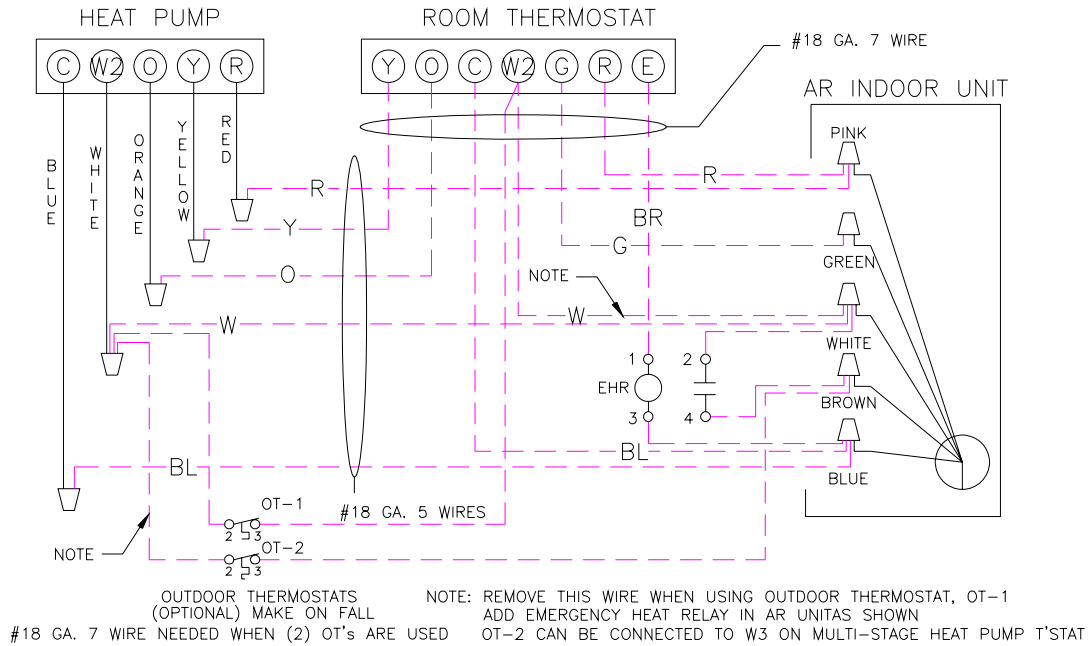 HEAT PUMP
ROOM THERMOSTAT
#18 GA. 7 WIRE
C W2 O Y R
Y O C W2 G R E
AR INDOOR UNIT
BLUE
WHITE
ORANGE
YELLOW
RED
PINK
R
R
BR
Y
G
GREEN
O
NOTE
W
W
WHITE
1
2
EHR
3
4
BROWN
BL
BL
BLUE
OT-1
#18 GA. 5 WIRES
2 3
OT-2
NOTE
2 3
OUTDOOR THERMOSTATS
(OPTIONAL) MAKE ON FALL
#18 GA. 7 WIRE NEEDED WHEN (2) OT's ARE USED
NOTE: REMOVE THIS WIRE WHEN USING OUTDOOR THERMOSTAT, OT-1
ADD EMERGENCY HEAT RELAY IN AR UNITAS SHOWN
OT-2 CAN BE CONNECTED TO W3 ON MULTI-STAGE HEAT PUMP T'STAT